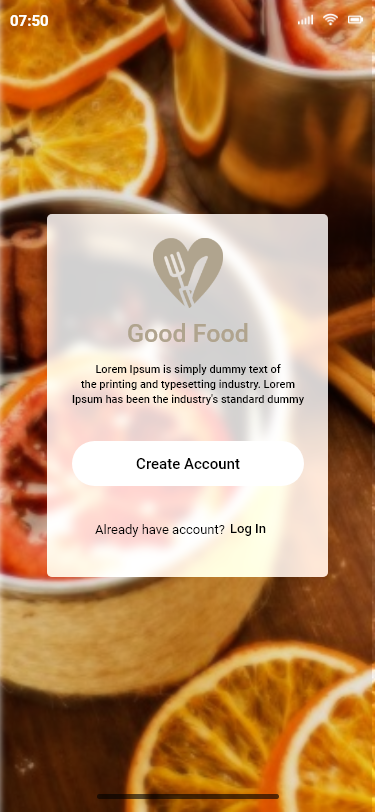 07:50
Good Food
Lorem Ipsum is simply dummy text of
the printing and typesetting industry. Lorem
Ipsum has been the industry's standard dummy
Create Account
Already have account? Log In